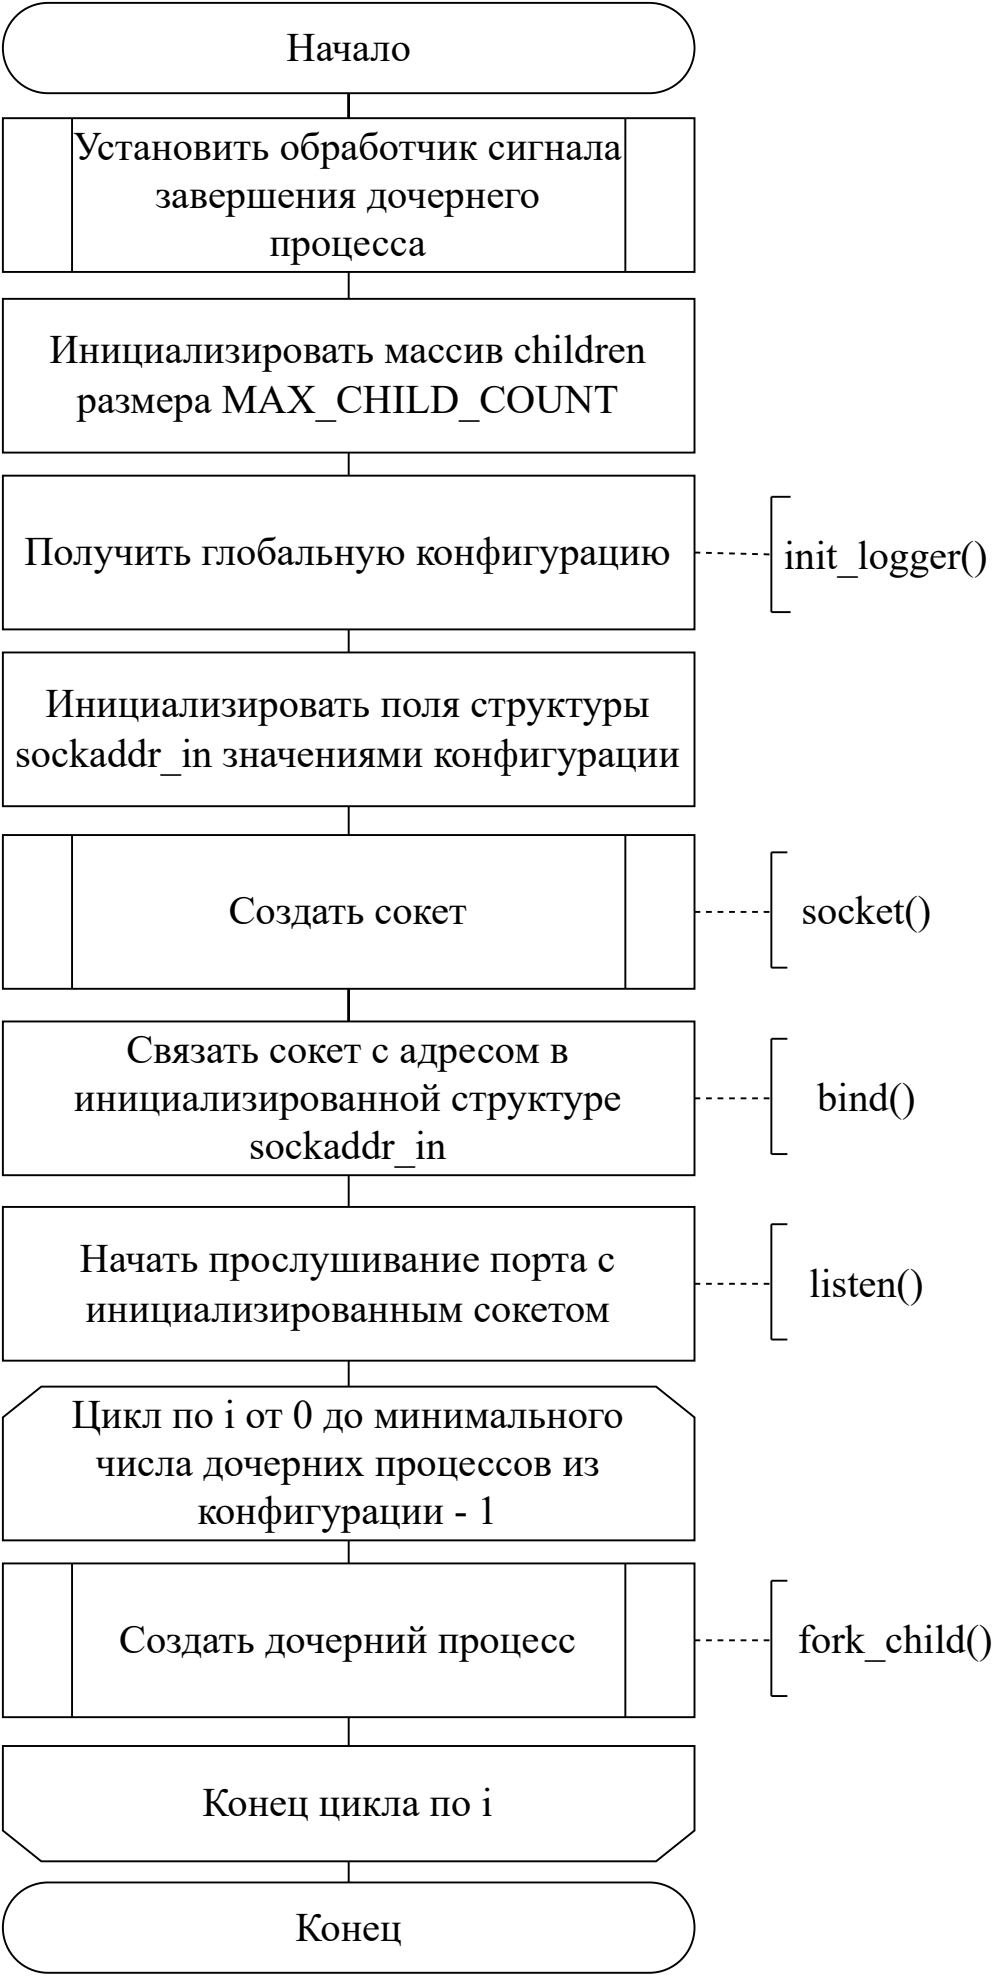 Начало
Установить обработчик сигнала
завершения дочернего
процесса
Инициализировать массив children
размера MAX_CHILD_COUNT
Получить глобальную конфигурацию
init_logger()
Инициализировать поля структуры
sockaddr_in значениями конфигурации
Создать сокет
socket()
Связать сокет с адресом в
инициализированной структуре
sockaddr_in
bind()
Начать прослушивание порта с
инициализированным сокетом
listen()
Цикл по i от 0 до минимального
числа дочерних процессов из
конфигурации - 1
Создать дочерний процесс
fork_child()
Конец цикла по i
Конец